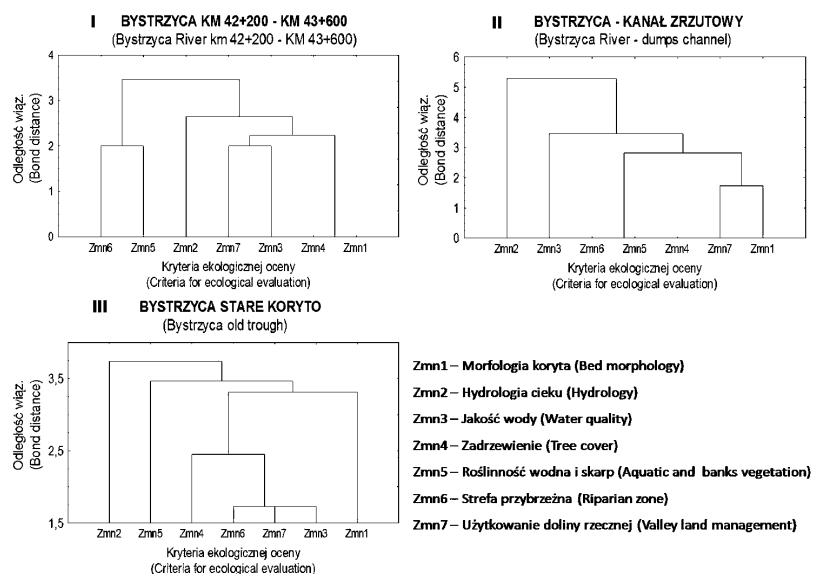 I BYSTRZYCA KM 42+200 - KM 43+600
(Bystrzyca River km 42+200 - KM 43+600)
Odległość wiąz.
(Bond distance)
4
3
2
1
0
Zmn6 Zmn5 Zmn2 Zmn7 Zmn3 Zmn4 Zmn1
Kryteria ekologicznej oceny
(Criteria for ecological evaluation)
II BYSTRZYCA - KANAŁ ZRZUTOWY
(Bystrzyca River - dumps channel)
Odległość wiąz.
(Bond distance)
6
5
4
3
2
1
0
Zmn2 Zmn3 Zmn6 Zmn5 Zmn4 Zmn7 Zmn1
Kryteria ekologicznej oceny
(Criteria for ecological evaluation)
III BYSTRZYCA STARE KORYTO
(Bystrzyca old trough)
Odległość wiąz.
(Bond distance)
3,5
2,5
1,5
Zmn2 Zmn5 Zmn4 Zmn6 Zmn7 Zmn3 Zmn1
Kryteria ekologicznej oceny
(Criteria for ecological evaluation)
Zmn1 – Morfologia koryta (Bed morphology)
Zmn2 – Hydrologia cieku (Hydrology)
Zmn3 – Jakość wody (Water quality)
Zmn4 – Zadrzewienie (Tree cover)
Zmn5 – Roślinność wodna i skarp (Aquatic and banks vegetation)
Zmn6 – Strefa przybrzeżna (Riparian zone)
Zmn7 – Użytkowanie doliny rzecznej (Valley land management)